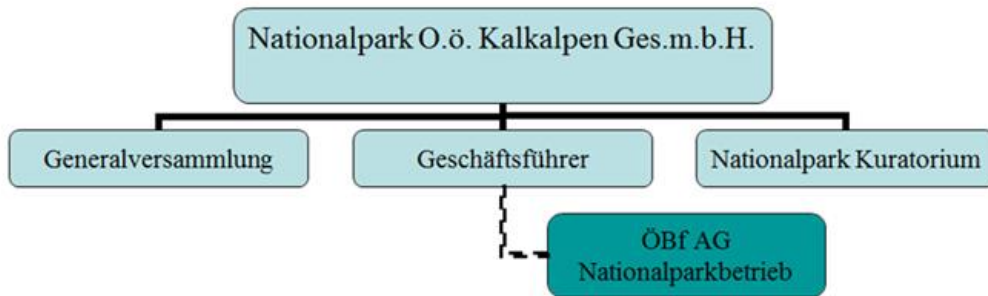 Nationalpark O.ö. Kalkalpen Ges.m.b.H.
Generalversammlung
Geschäftsführer
Nationalpark Kuratorium
ÖBf AG
Nationalparkbetrieb